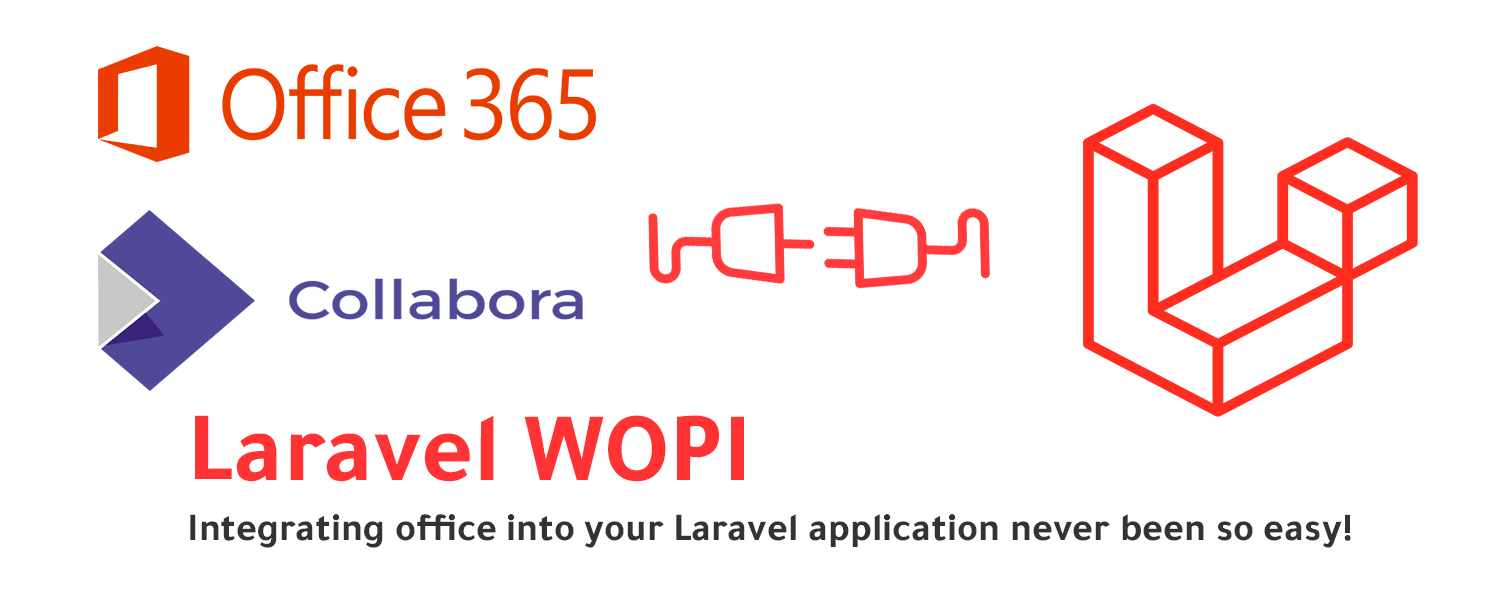 Office 365
Collabora
Laravel WOPI
Integrating office into your Laravel application never been so easy!